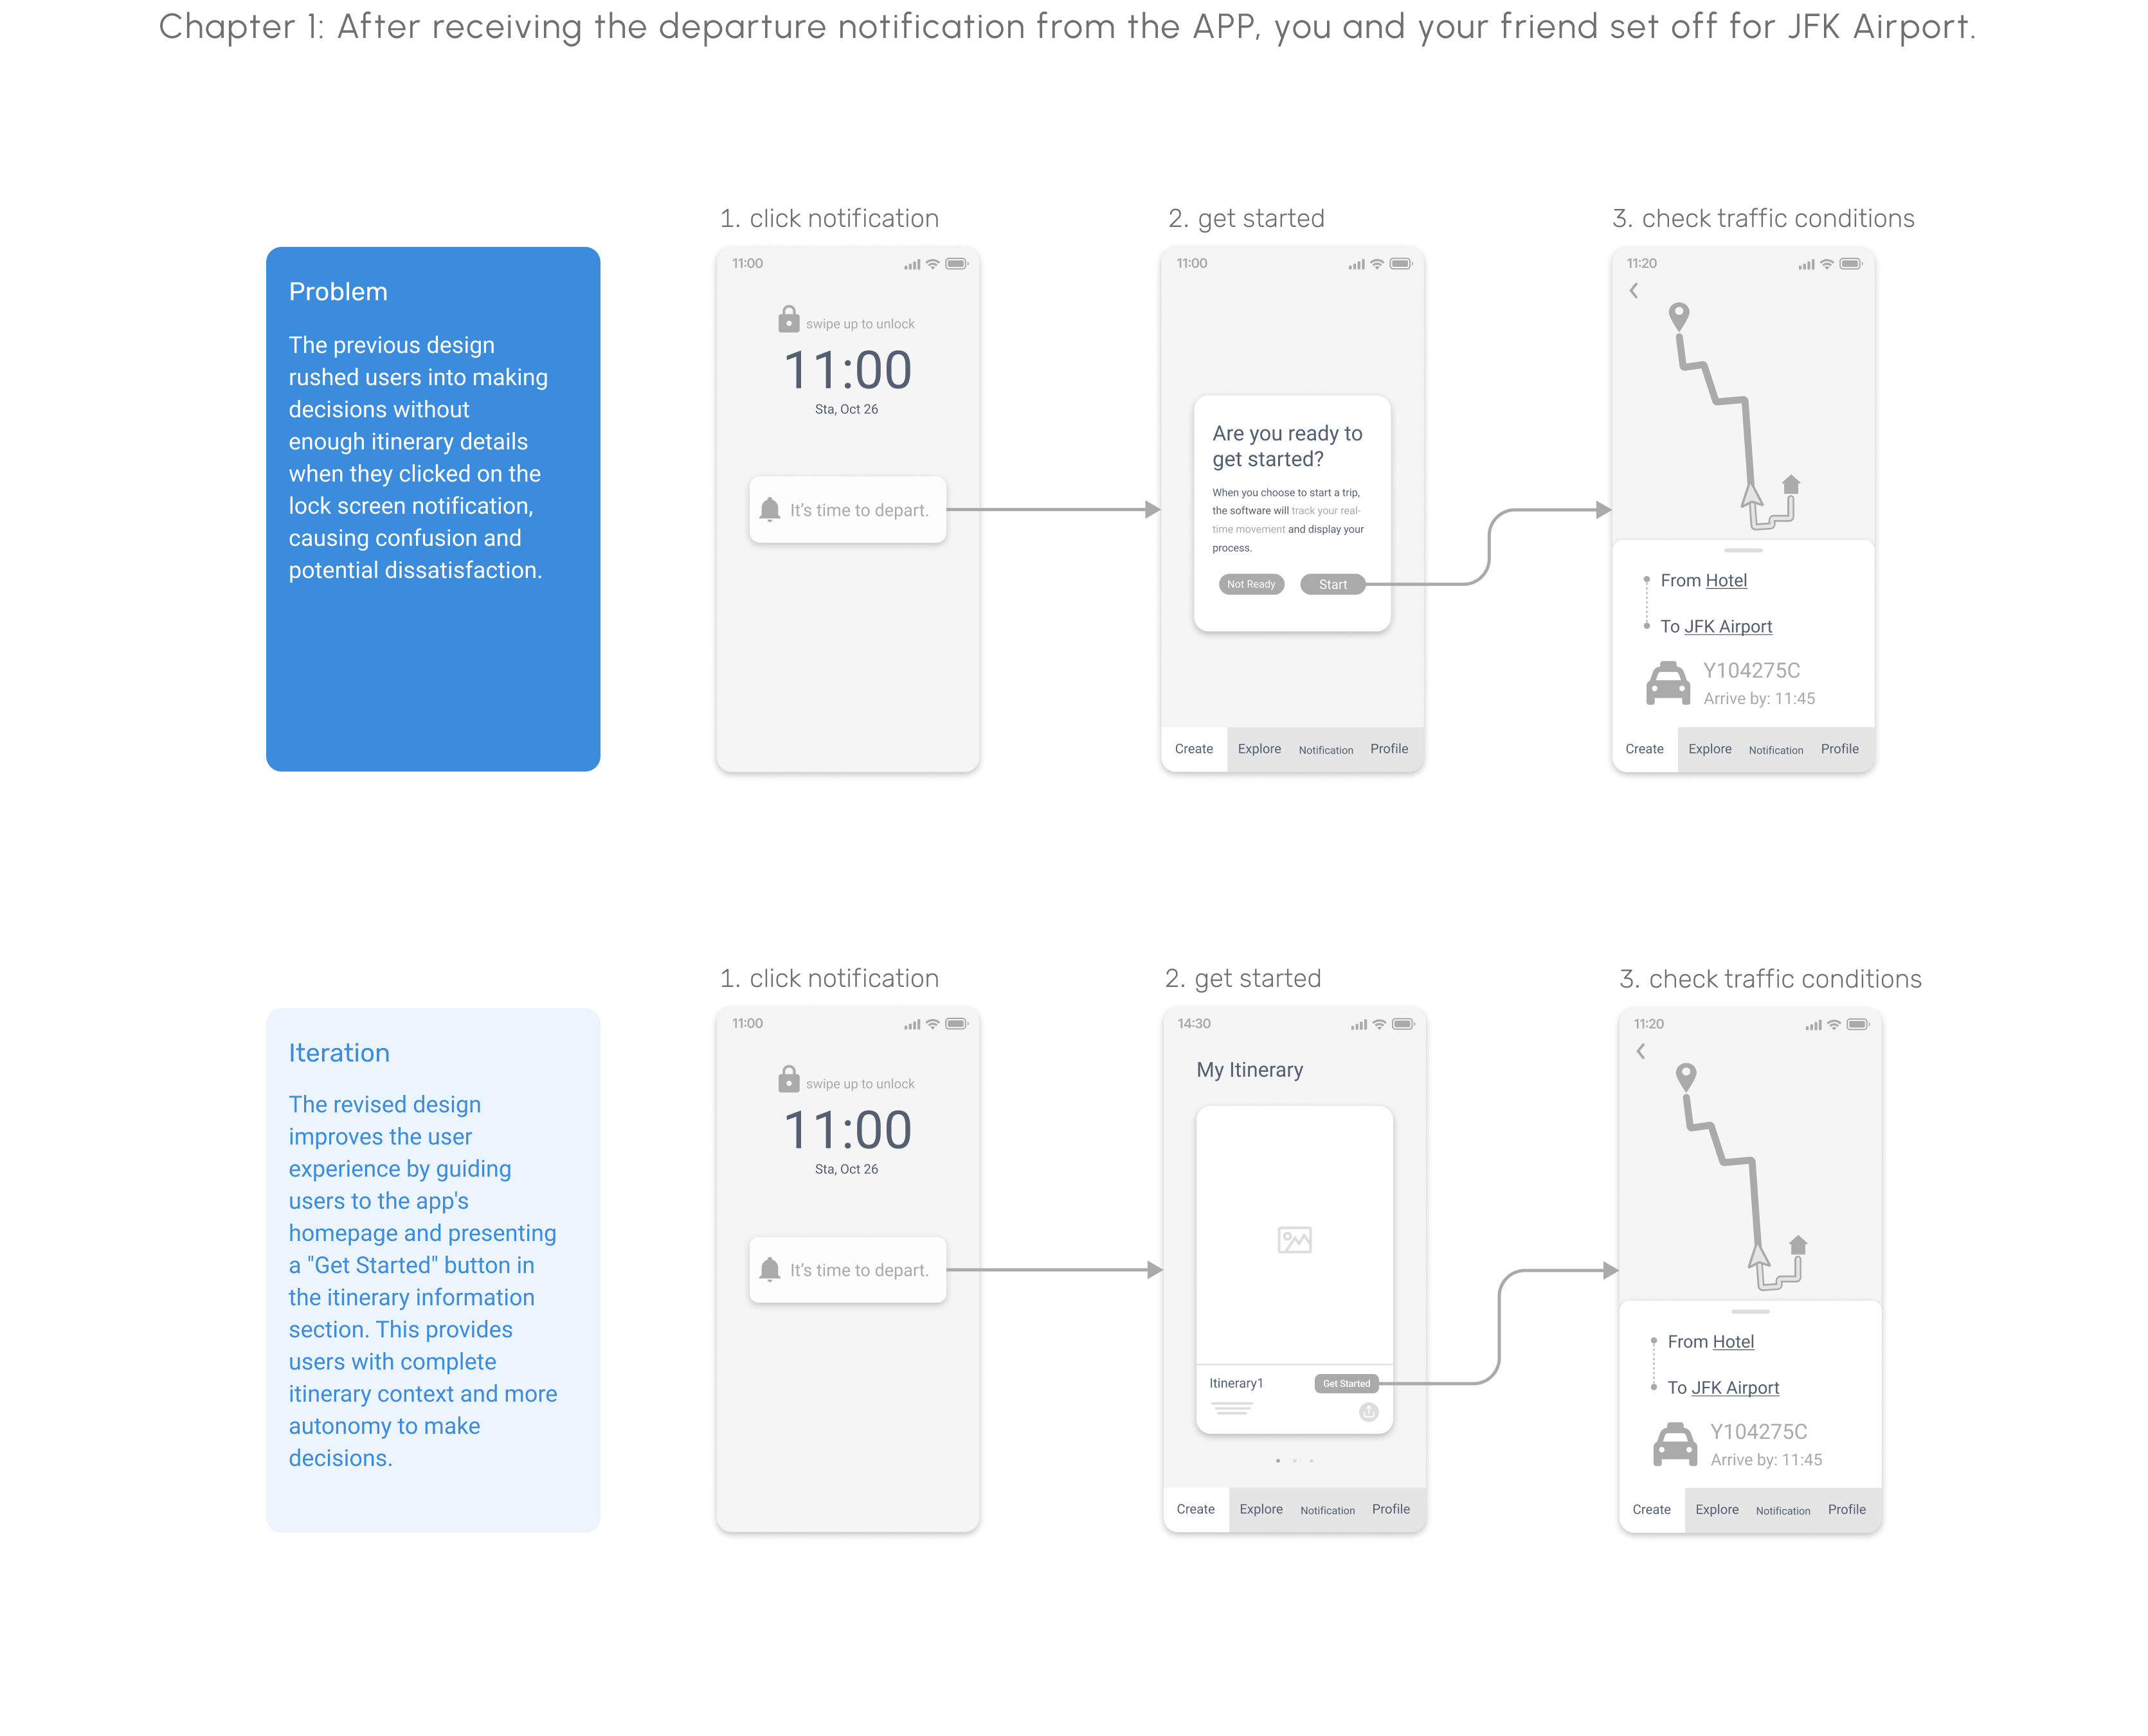 Chapter 1: After receiving the departure notification from the APP, you and your friend set off for JFK Airport.
Problem
The previous design
rushed users into making
decisions without
enough itinerary details
when they clicked on the
lock screen notification,
causing confusion and
potential dissatisfaction.
1. click notification
11:00
swipe up to unlock
11:00
Sta, Oct 26
It's time to depart.
2. get started
11:00
Are you ready to
get started?
When you choose to start a trip,
the software will track your real-
time movement and display your
process.
Not Ready
Start
Create
Explore
Notification
Profile
3. check traffic conditions
11:20
From Hotel
To JFK Airport
Y104275C
Arrive by: 11:45
Create
Explore
Notification
Profile
Iteration
The revised design
improves the user
experience by guiding
users to the app's
homepage and presenting
a "Get Started" button in
the itinerary information
section. This provides
users with complete
itinerary context and more
autonomy to make
decisions.
1. click notification
11:00
swipe up to unlock
11:00
Sta, Oct 26
It's time to depart.
2. get started
14:30
My Itinerary
Itinerary1
Get Started
Create
Explore
Notification
Profile
3. check traffic conditions
11:20
From Hotel
To JFK Airport
Y104275C
Arrive by: 11:45
Create
Explore
Notification
Profile